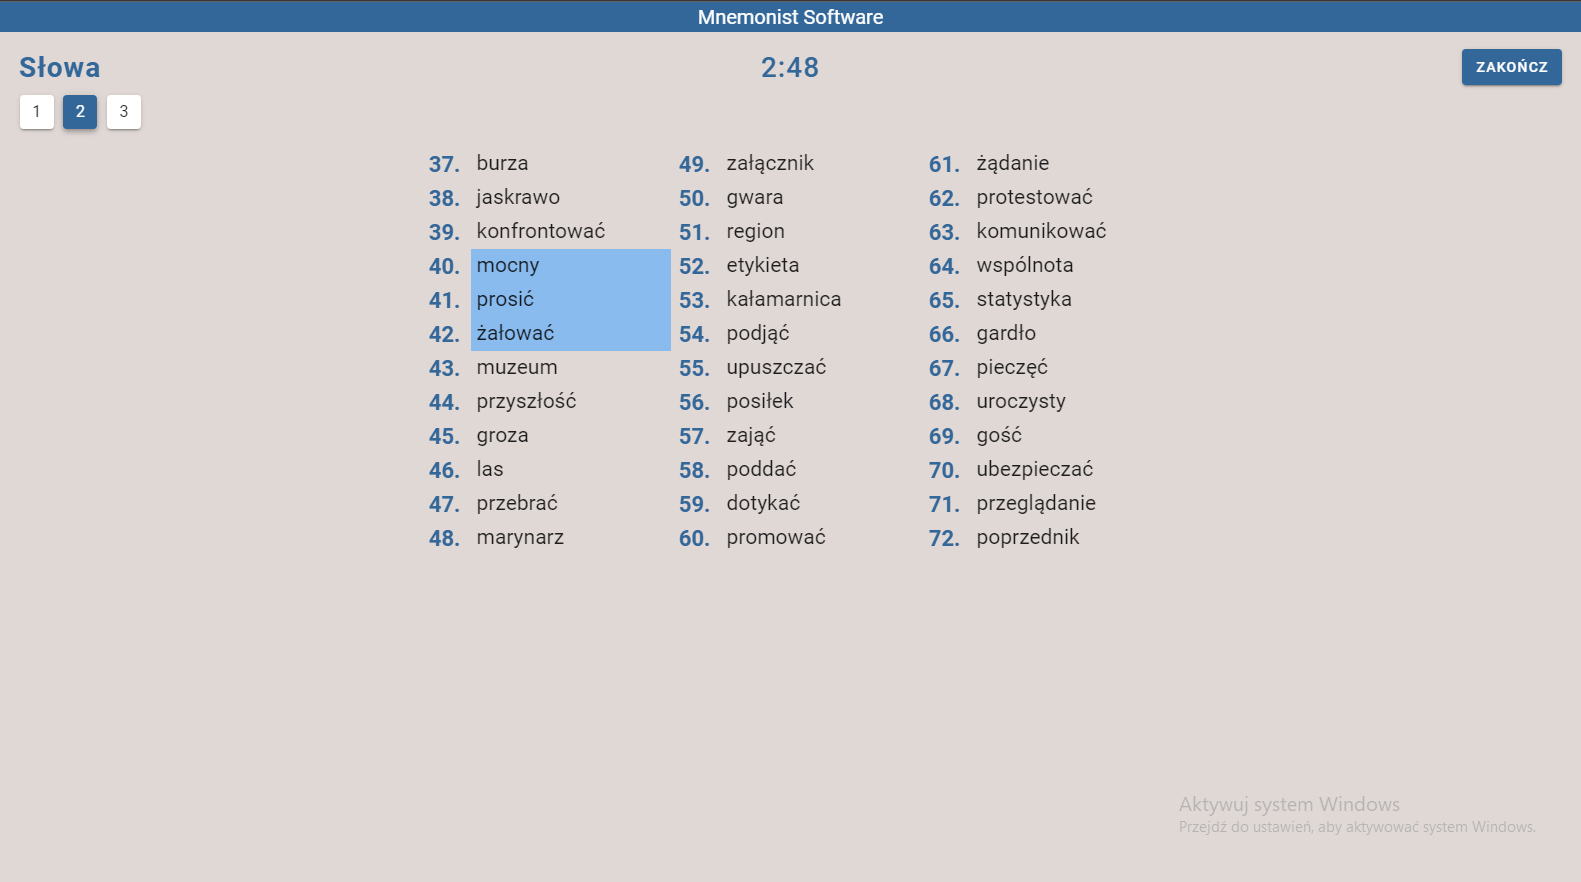 Mnemonist Software
Słowa
2:48
ZAKOŃCZ
1 2 3
37. burza
38. jaskrawo
39. konfrontować
40. mocny
41. prosić
42. żałować
43. muzeum
44. przyszłość
45. groza
46. las
47. przebrać
48. marynarz
49. załącznik
50. gwara
51. region
52. etykieta
53. kałamarnica
54. podjąć
55. upuszczać
56. posiłek
57. zająć
58. poddać
59. dotykać
60. promować
61. żądanie
62. protestować
63. komunikować
64. wspólnota
65. statystyka
66. gardło
67. pieczęć
68. uroczysty
69. gość
70. ubezpieczać
71. przeglądanie
72. poprzednik
Aktywuj system Windows
Przejdź do ustawień, aby aktywować system Windows.